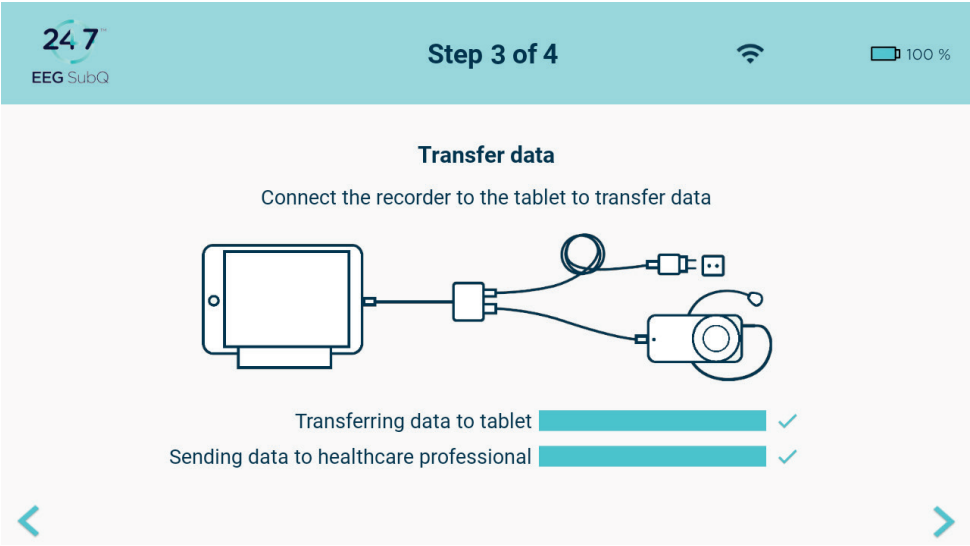 24 7™
EEG SubQ
Step 3 of 4
100 %
Transfer data
Connect the recorder to the tablet to transfer data
Transferring data to tablet
Sending data to healthcare professional